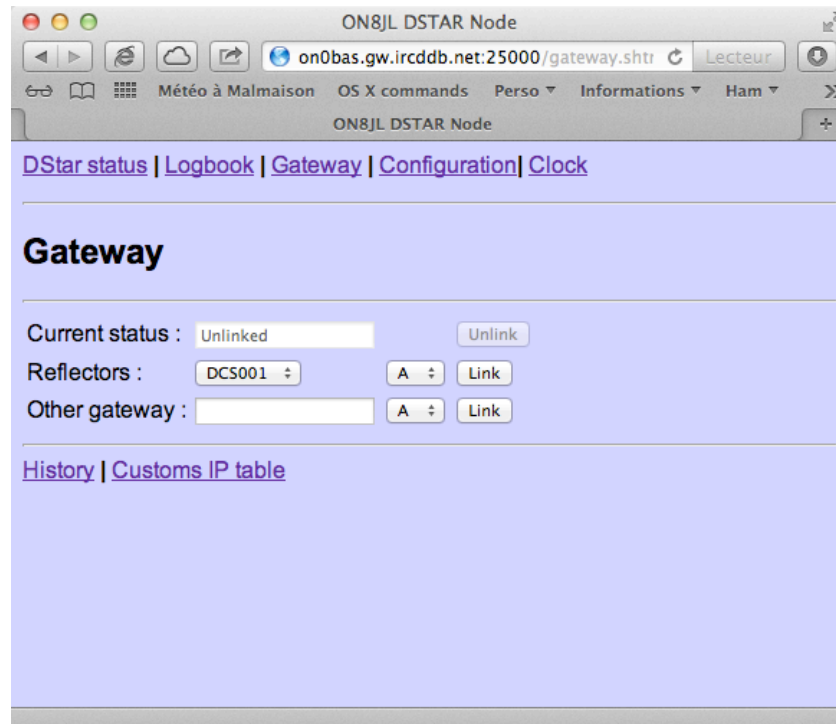 ON8JL DSTAR Node
on0bas.gw.ircddb.net:25000/gateway.shtr Lecteur
Météo à Malmaison OS X commands Perso Informations Ham
ON8JL DSTAR Node
DStar status | Logbook | Gateway | Configuration| Clock
Gateway
Current status : Unlinked Unlink
Reflectors : DCS001 A Link
Other gateway : A Link
History | Customs IP table